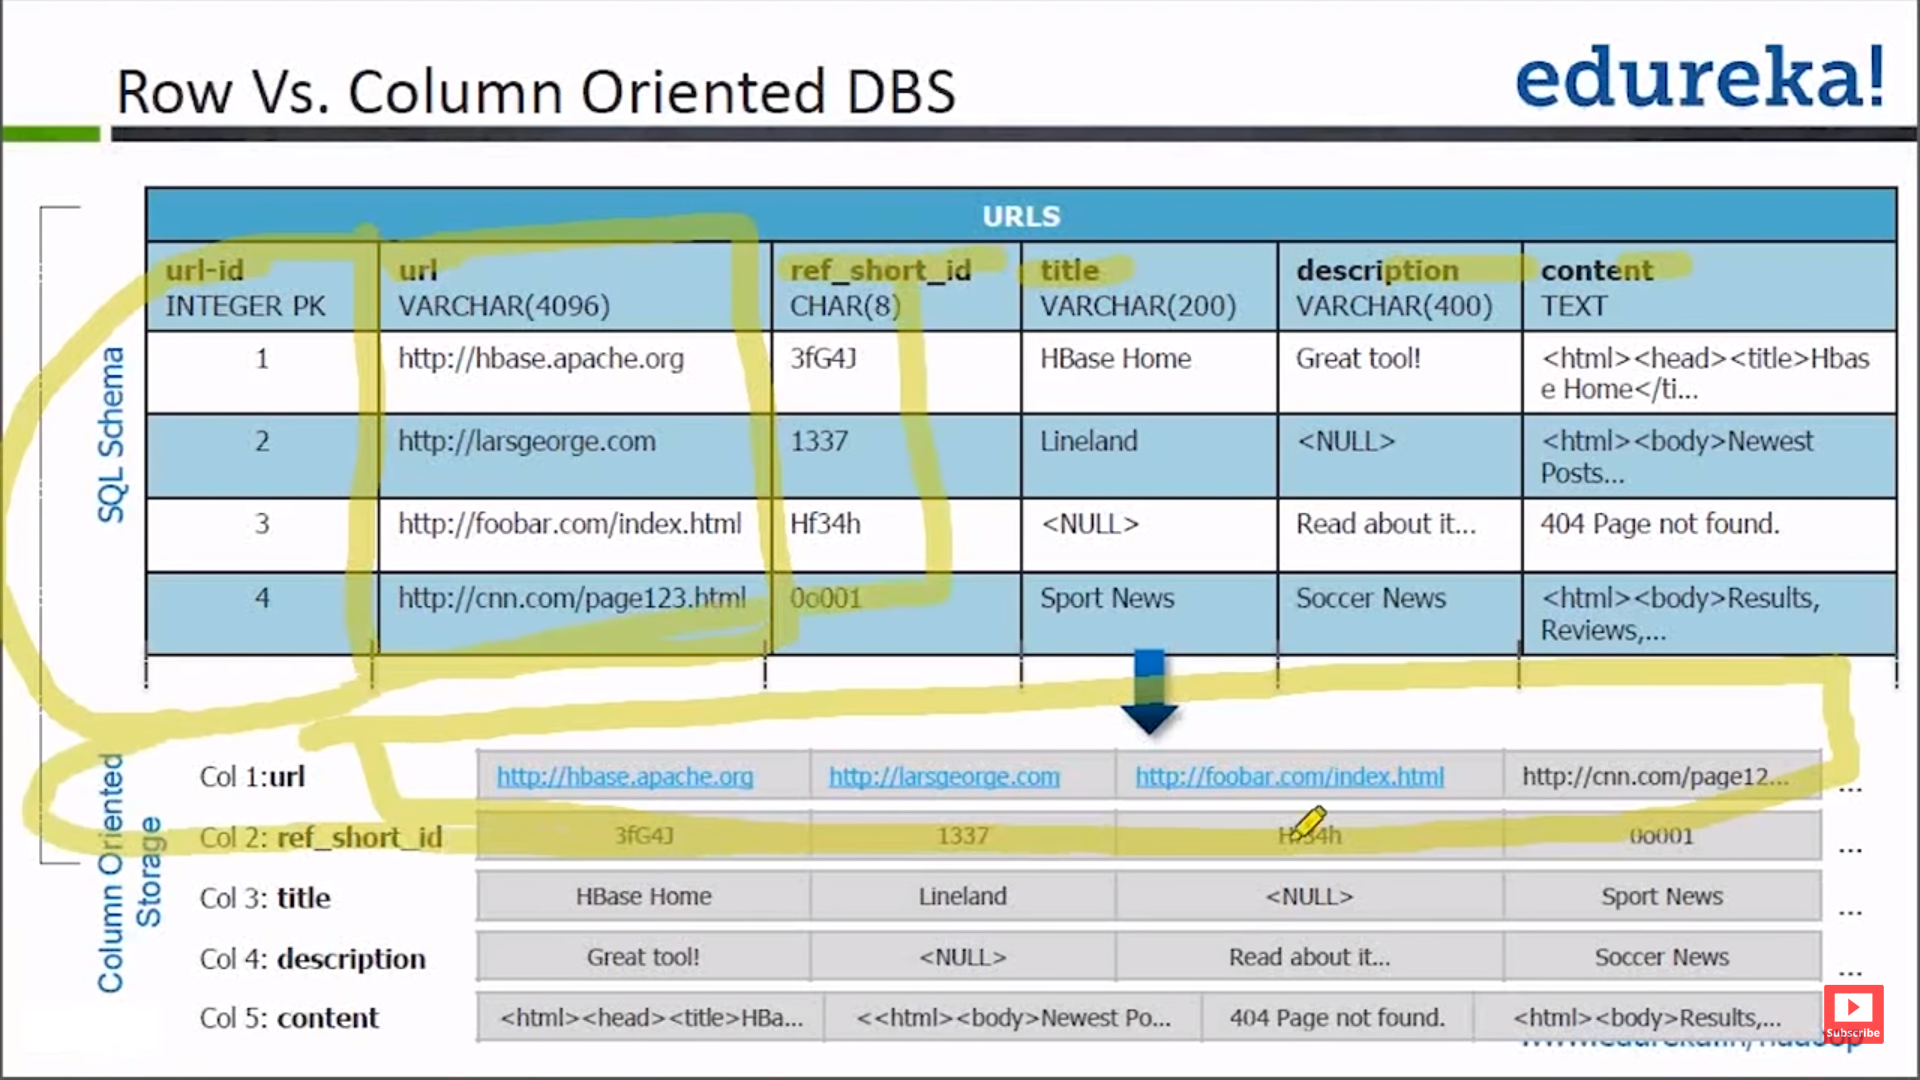 Row Vs. Column Oriented DBS
edureka!
SQL Schema
URLS
url-id url ref_short_id title description content
INTEGER PK VARCHAR(4096) CHAR(8) VARCHAR(200) VARCHAR(400) TEXT
1 http://hbase.apache.org 3fG4J HBase Home Great tool! <html><head><title>Hbas
e Home</ti...
2 http://larsgeorge.com 1337 Lineland <NULL> <html><body>Newest
Posts...
3 http://foobar.com/index.html Hf34h <NULL> Read about it... 404 Page not found.
4 http://cnn.com/page123.html 0o001 Sport News Soccer News <html><body>Results,
Reviews,...
Column Oriented
Storage
Col 1:url http://hbase.apache.org http://larsgeorge.com http://foobar.com/index.html http://cnn.com/page12... ...
Col 2: ref_short_id 3fG4J 1337 Hf34h 0o001 ...
Col 3: title HBase Home Lineland <NULL> Sport News ...
Col 4: description Great tool! <NULL> Read about it... Soccer News ...
Col 5: content <html><head><title>HBa... <<html><body>Newest Po... 404 Page not found. <html><body>Results,...
Subscribe